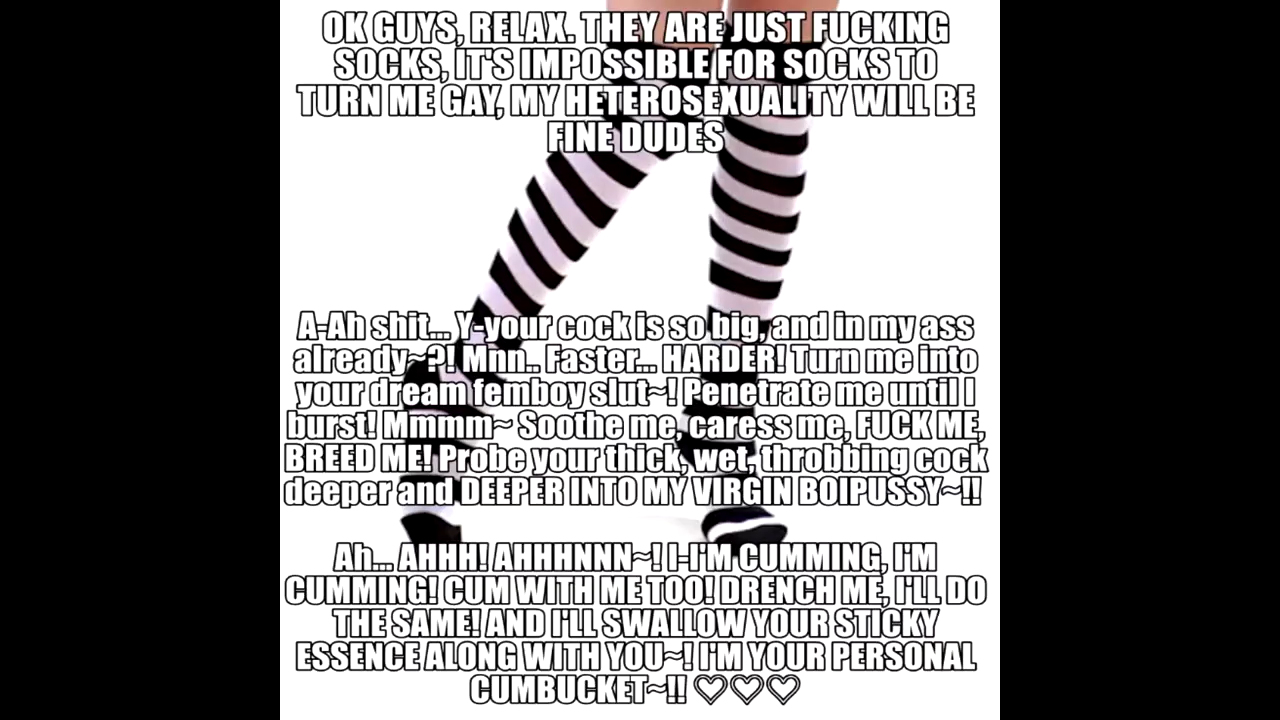 OK GUYS, RELAX. THEY ARE JUST FUCKING
SOCKS, IT'S IMPOSSIBLE FOR SOCKS TO
TURN ME GAY, MY HETEROSEXUALITY WILL BE
FINE DUDES
A-Ah shit... Y-your cock is so big, and in my ass
already~?! Mnn.. Faster... HARDER! Turn me into
your dream femboy slut~! Penetrate me until I
burst! Mmmm~ Soothe me, caress me, FUCK ME,
BREED ME! Probe your thick, wet, throbbing cock
deeper and DEEPER INTO MY VIRGIN BOIPUSSY~!!
Ah... AHHH! AHHHNNN~! I-I'M CUMMING, I'M
CUMMING! CUM WITH ME TOO! DRENCH ME, I'LL DO
THE SAME! AND I'LL SWALLOW YOUR STICKY
ESSENCE ALONG WITH YOU~! I'M YOUR PERSONAL
CUMBUCKET~!! ♡♡♡